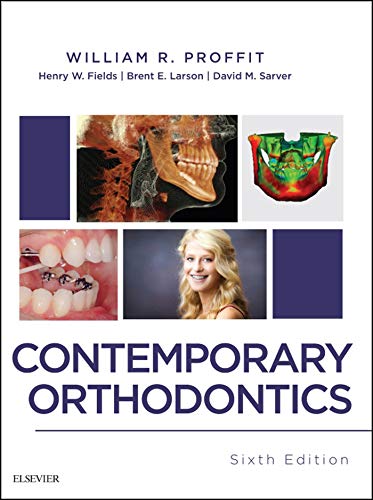 WILLIAM R. PROFFIT
Henry W. Fields | Brent E. Larson | David M. Sarver
CONTEMPORARY
ORTHODONTICS
Sixth Edition
ELSEVIER